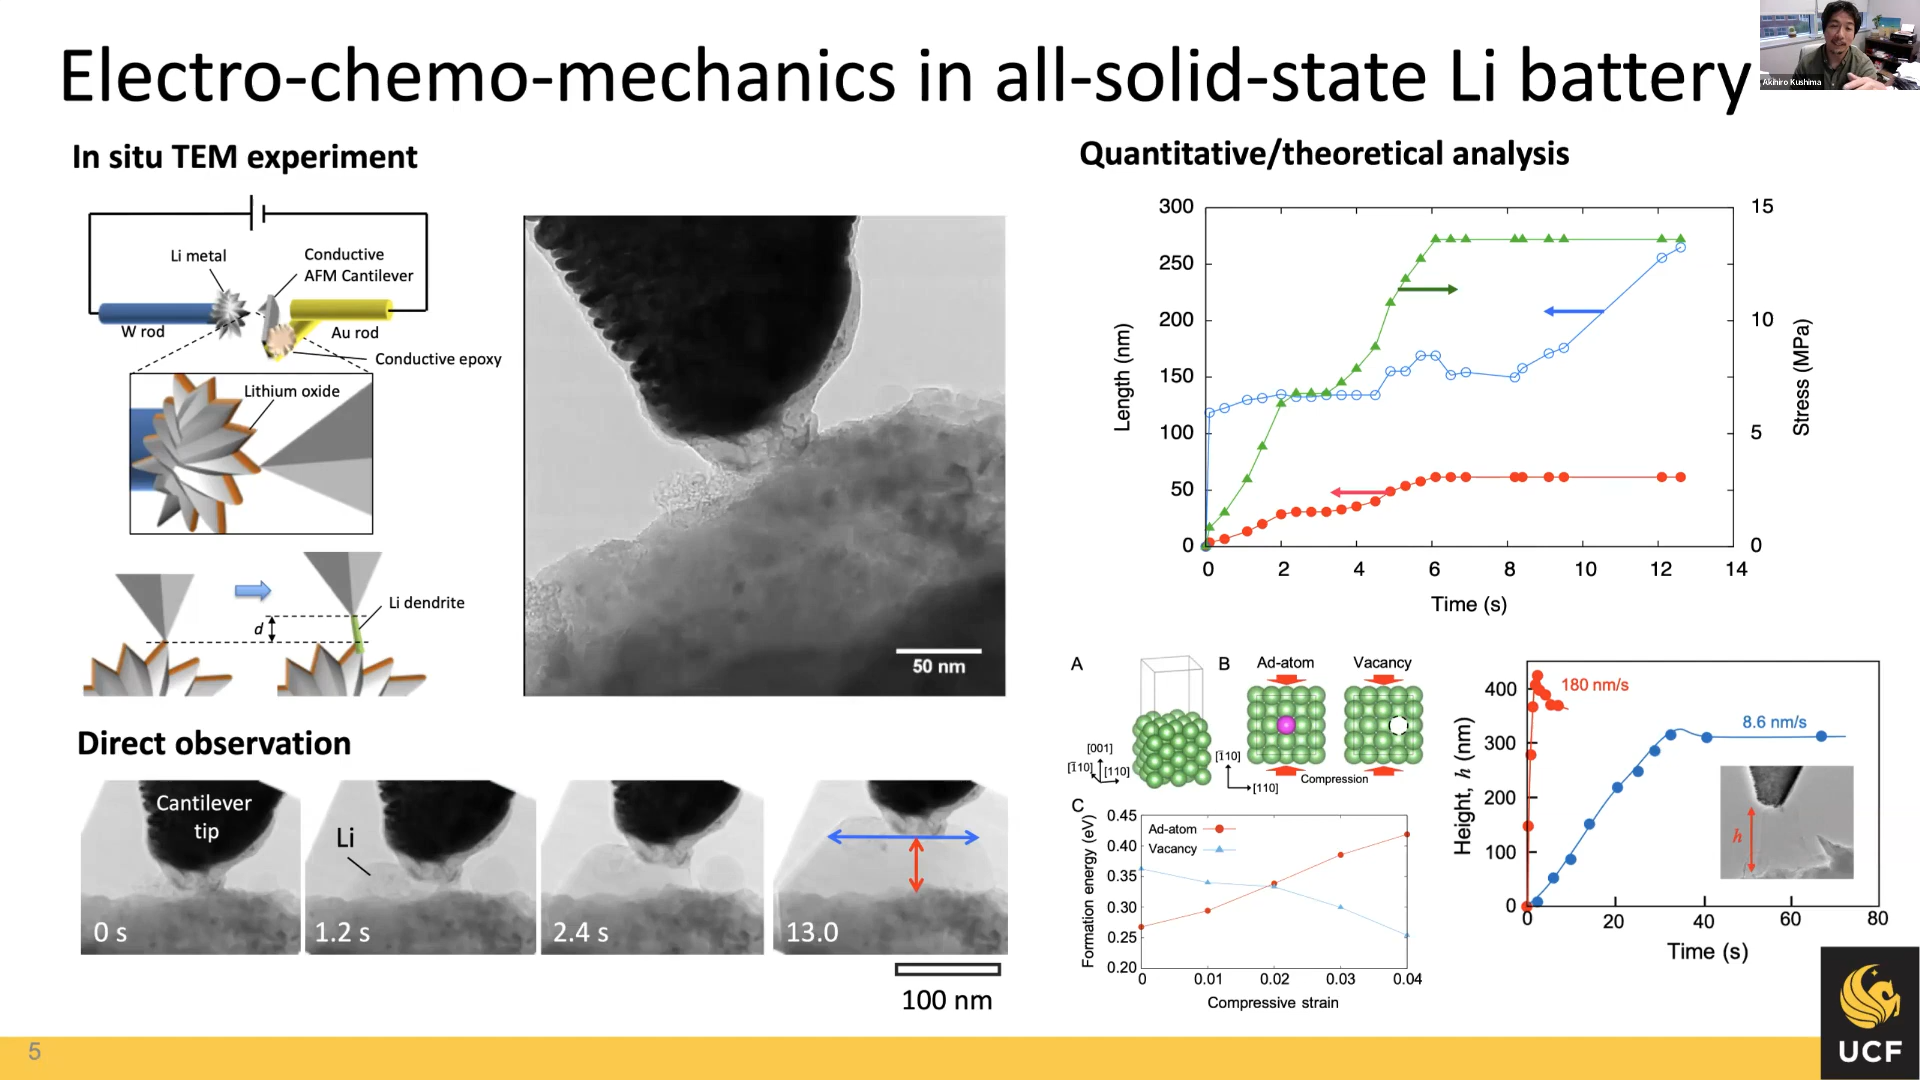 Electro-chemo-mechanics in all-solid-state Li battery
Akihiro Kushima
In situ TEM experiment
Li metal
Conductive
AFM Cantilever
W rod
Au rod
Conductive epoxy
Lithium oxide
Li dendrite
d
50 nm
Direct observation
Cantilever
tip
Li
0 s
1.2 s
2.4 s
13.0
100 nm
Quantitative/theoretical analysis
300
250
200
150
100
50
0
Length (nm)
15
10
5
0
Stress (MPa)
0 2 4 6 8 10 12 14
Time (s)
A
[001]
[1̄10]
[110]
B
Ad-atom
Vacancy
[1̄10]
[110]
Compression
C
Formation energy (eV)
0.45
0.40
0.35
0.30
0.25
0.20
Ad-atom
Vacancy
0 0.01 0.02 0.03 0.04
Compressive strain
Height, h (nm)
400
300
200
100
0
180 nm/s
8.6 nm/s
h
0 20 40 60 80
Time (s)
5
UCF